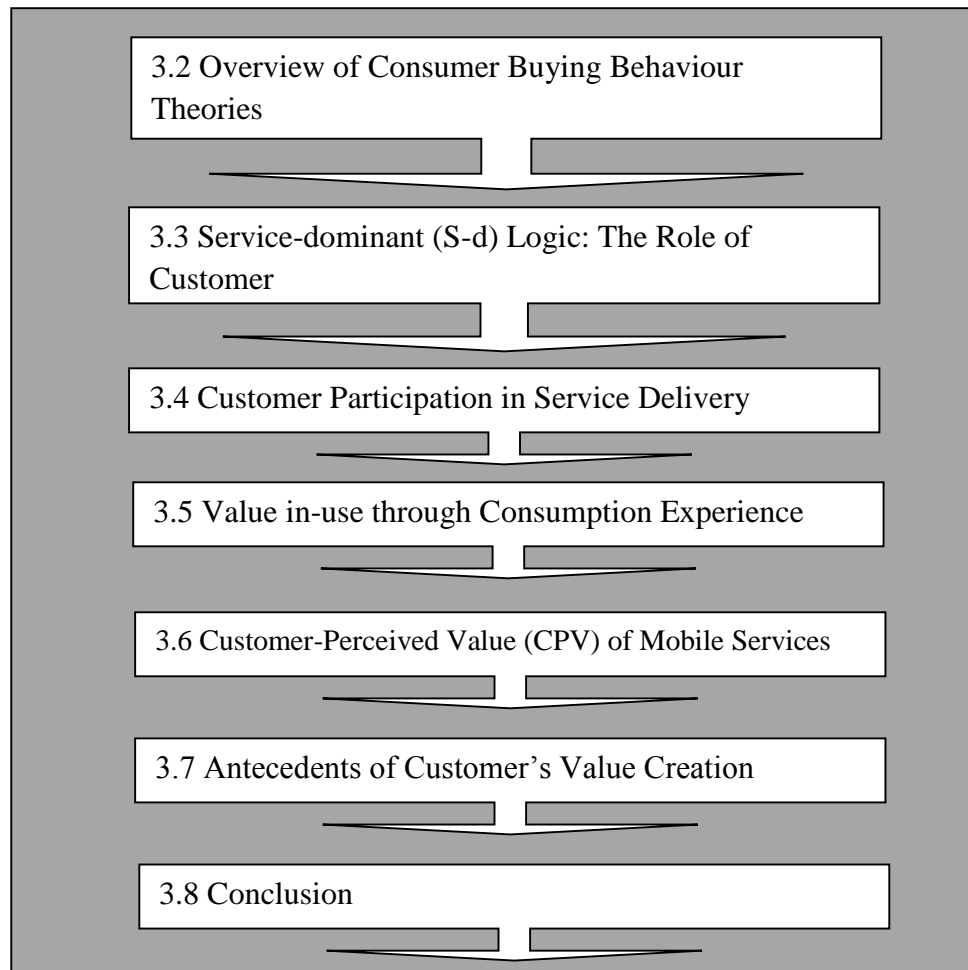 3.2 Overview of Consumer Buying Behaviour
Theories
3.3 Service-dominant (S-d) Logic: The Role of
Customer
3.4 Customer Participation in Service Delivery
3.5 Value in-use through Consumption Experience
3.6 Customer-Perceived Value (CPV) of Mobile Services
3.7 Antecedents of Customer’s Value Creation
3.8 Conclusion